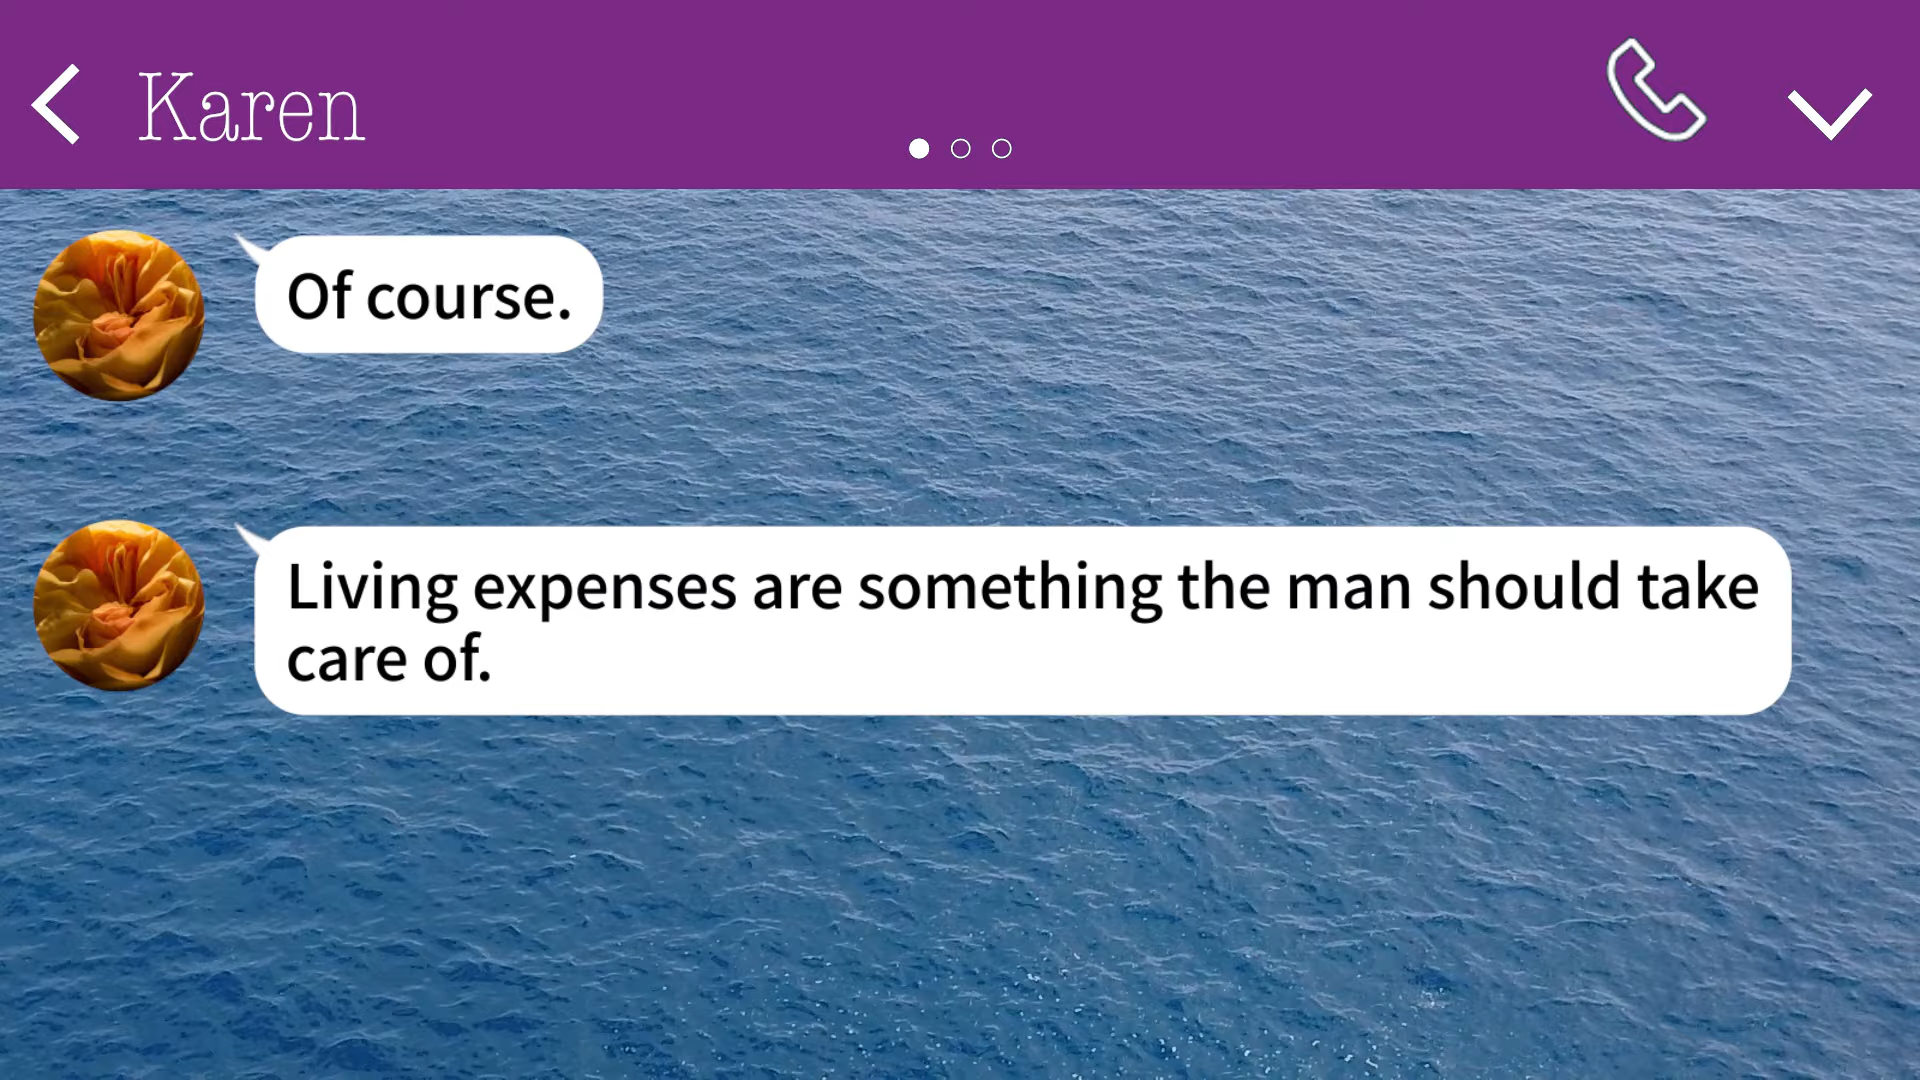 Karen
Of course.
Living expenses are something the man should take
care of.